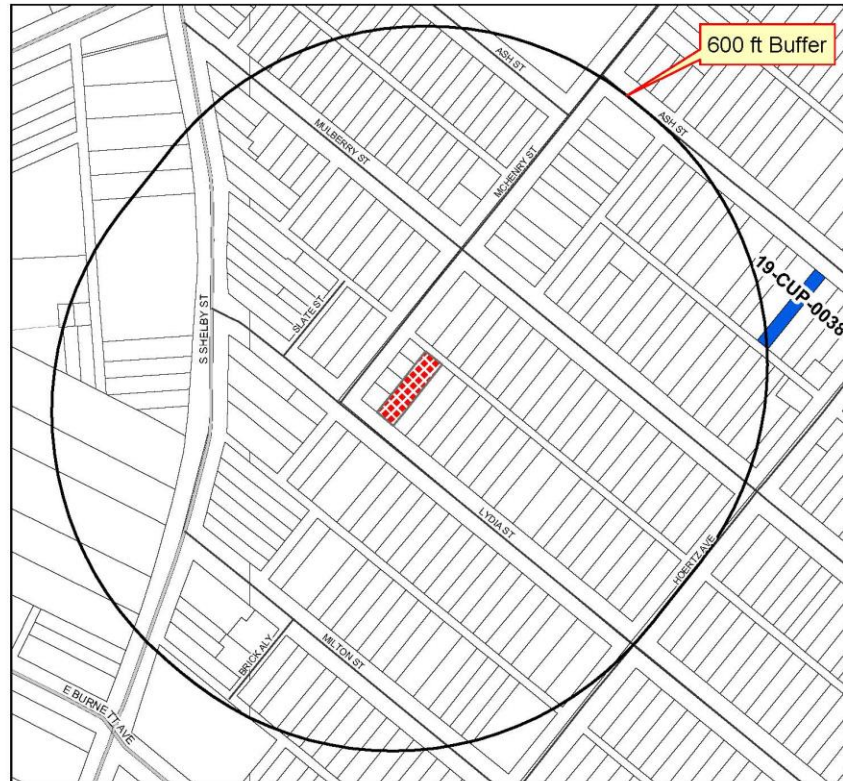 600 ft Buffer
ASH ST
ASH ST
MULBERRY ST
MCHENRY ST
19-CUP-0038
SLATE ST
S SHELBY ST
LYDIA ST
HOERTZ AVE
MILTON ST
BRICK ALY
E BURNETT AVE